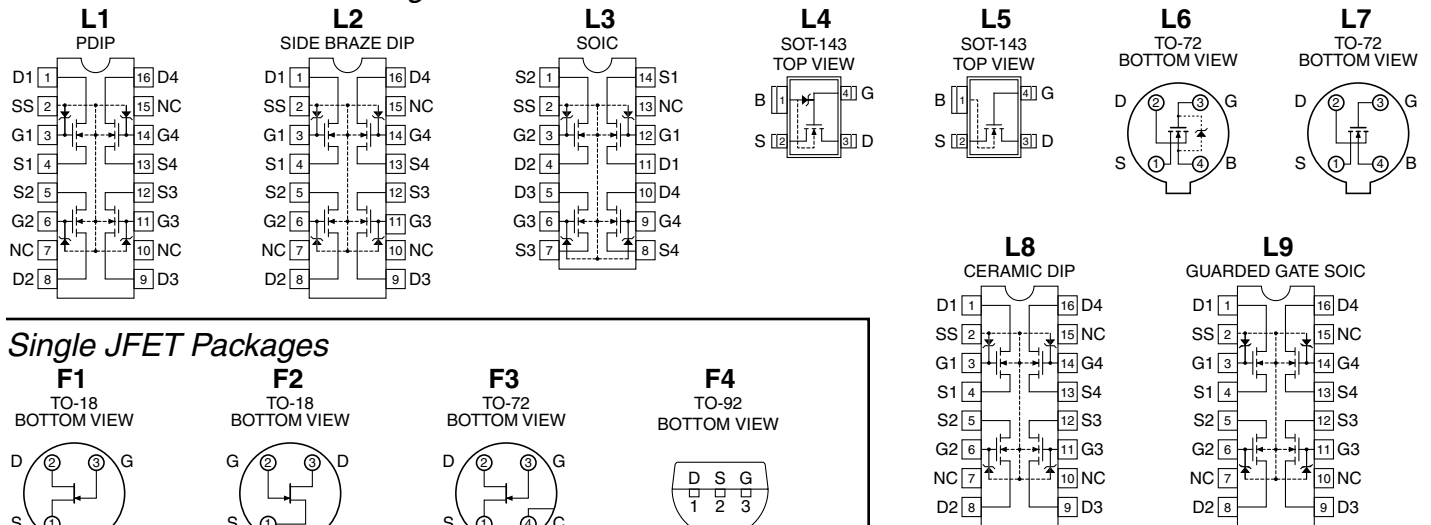 L1
PDIP
D1 1 16 D4
SS 2 15 NC
G1 3 14 G4
S1 4 13 S4
S2 5 12 S3
G2 6 11 G3
NC 7 10 NC
D2 8 9 D3
L2
SIDE BRAZE DIP
D1 1 16 D4
SS 2 15 NC
G1 3 14 G4
S1 4 13 S4
S2 5 12 S3
G2 6 11 G3
NC 7 10 NC
D2 8 9 D3
L3
SOIC
S2 1 14 S1
SS 2 13 NC
G2 3 12 G1
D2 4 11 D1
D3 5 10 D4
G3 6 9 G4
S3 7 8 S4
L4
SOT-143
TOP VIEW
B 1 4 G
S 2 3 D
L5
SOT-143
TOP VIEW
B 1 4 G
S 2 3 D
L6
TO-72
BOTTOM VIEW
D 2 3 G
S 1 4 B
L7
TO-72
BOTTOM VIEW
D 2 3 G
S 1 4 B
L8
CERAMIC DIP
D1 1 16 D4
SS 2 15 NC
G1 3 14 G4
S1 4 13 S4
S2 5 12 S3
G2 6 11 G3
NC 7 10 NC
D2 8 9 D3
L9
GUARDED GATE SOIC
D1 1 16 D4
SS 2 15 NC
G1 3 14 G4
S1 4 13 S4
S2 5 12 S3
G2 6 11 G3
NC 7 10 NC
D2 8 9 D3
Single JFET Packages
F1
TO-18
BOTTOM VIEW
D 2 3 G
S 1
F2
TO-18
BOTTOM VIEW
G 2 3 D
S 1
F3
TO-72
BOTTOM VIEW
D 2 3 G
S 1 4 C
F4
TO-92
BOTTOM VIEW
D S G
1 2 3